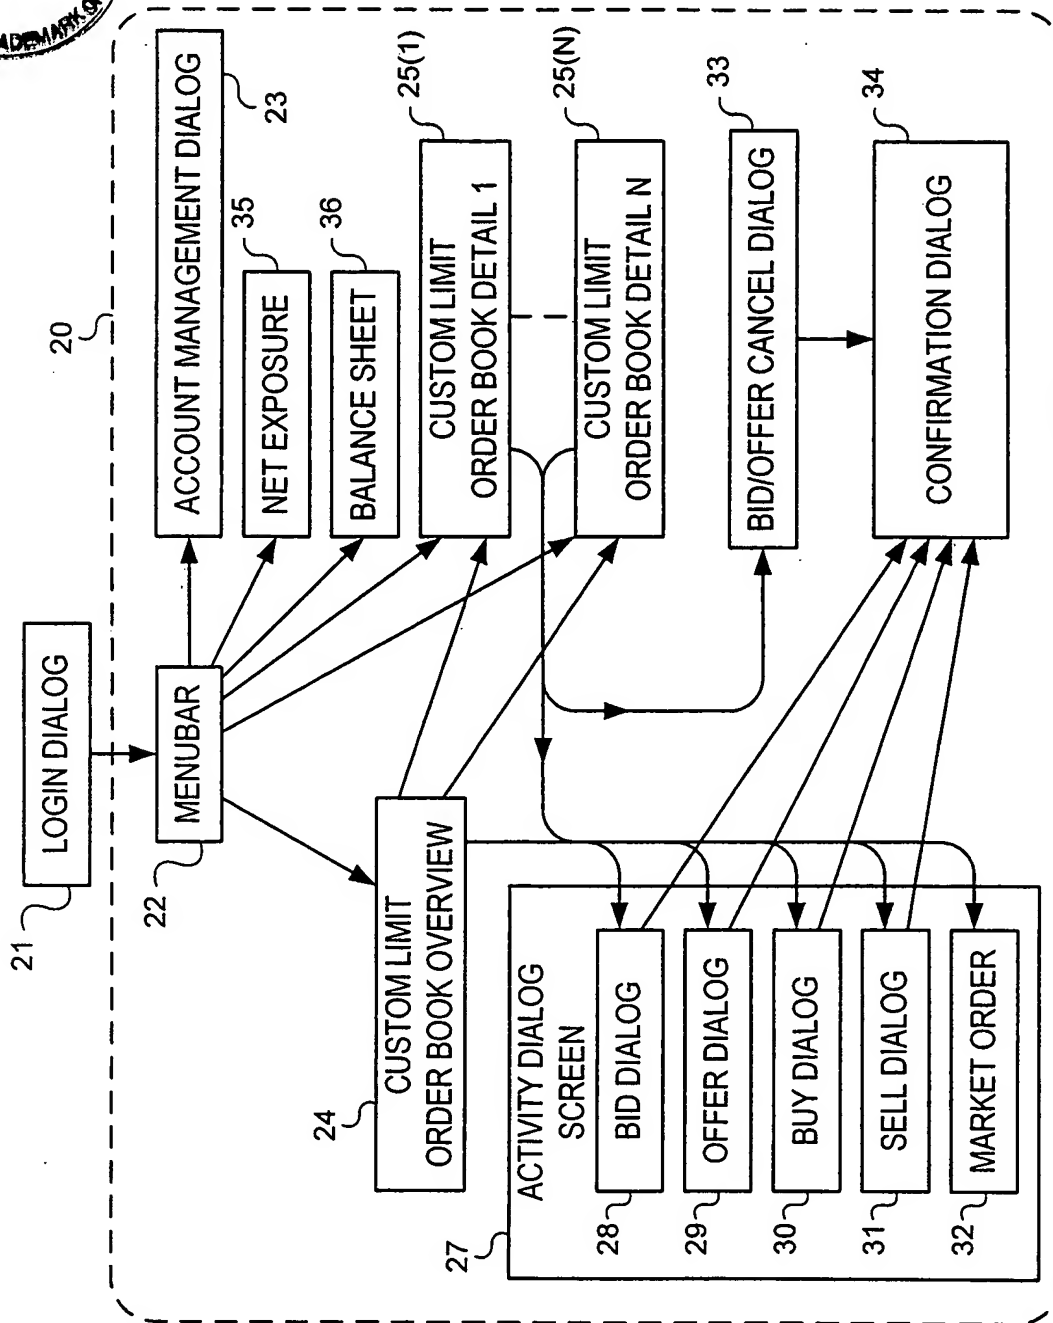 ADEMARK O
20
21
LOGIN DIALOG
22
MENUBAR
ACCOUNT MANAGEMENT DIALOG
23
NET EXPOSURE
35
BALANCE SHEET
36
24
CUSTOM LIMIT
ORDER BOOK OVERVIEW
CUSTOM LIMIT
ORDER BOOK DETAIL 1
25(1)
CUSTOM LIMIT
ORDER BOOK DETAIL N
25(N)
27
ACTIVITY DIALOG
SCREEN
28
BID DIALOG
29
OFFER DIALOG
30
BUY DIALOG
31
SELL DIALOG
32
MARKET ORDER
BID/OFFER CANCEL DIALOG
33
CONFIRMATION DIALOG
34